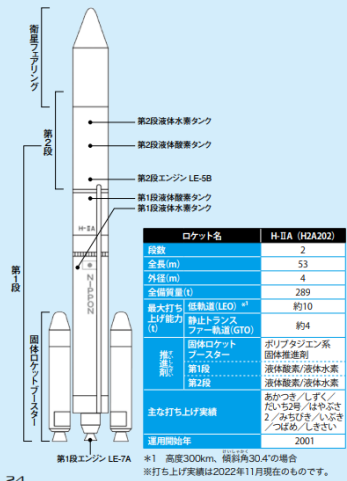 衛星フェアリング
第2段
第1段
固体ロケットブースター
第2段液体水素タンク
第2段液体酸素タンク
第2段エンジン LE-5B
第1段液体酸素タンク
第1段液体水素タンク
H-ⅡA
NIPPON
第1段エンジン LE-7A
ロケット名 H-ⅡA(H2A202)
段数 2
全長(m) 53
外径(m) 4
全備質量(t) 289
最大打ち上げ能力(t) 低軌道(LEO)*1 約10
静止トランスファー軌道(GTO) 約4
推進剤 固体ロケットブースター ポリブタジエン系固体推進剤
第1段 液体酸素/液体水素
第2段 液体酸素/液体水素
主な打ち上げ実績 あかつき/しずく/
だいち2号/はやぶさ
2/みちびき/いぶき
/つばめ/しきさい
運用開始年 2001
*1 高度300km、傾斜角30.4°の場合
※打ち上げ実績は2022年11月現在のものです。
24